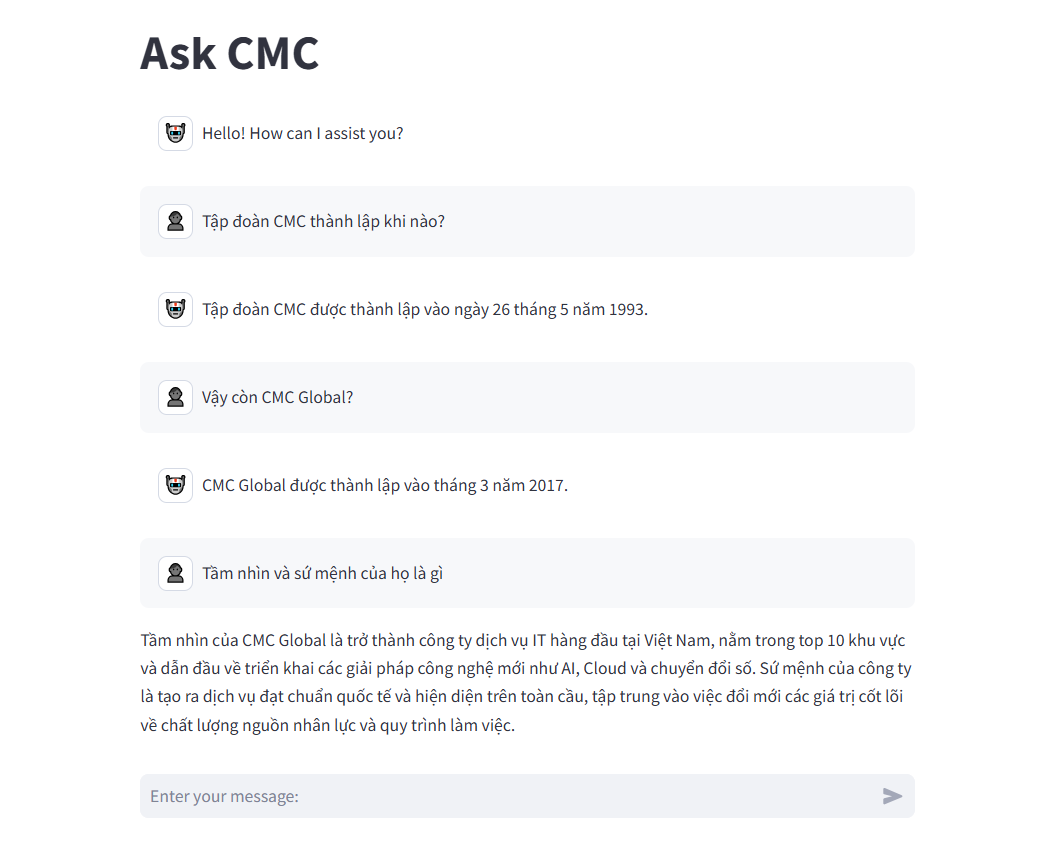 Ask CMC
Hello! How can I assist you?
Tập đoàn CMC thành lập khi nào?
Tập đoàn CMC được thành lập vào ngày 26 tháng 5 năm 1993.
Vậy còn CMC Global?
CMC Global được thành lập vào tháng 3 năm 2017.
Tầm nhìn và sứ mệnh của họ là gì
Tầm nhìn của CMC Global là trở thành công ty dịch vụ IT hàng đầu tại Việt Nam, nằm trong top 10 khu vực
và dẫn đầu về triển khai các giải pháp công nghệ mới như AI, Cloud và chuyển đổi số. Sứ mệnh của công ty
là tạo ra dịch vụ đạt chuẩn quốc tế và hiện diện trên toàn cầu, tập trung vào việc đổi mới các giá trị cốt lõi
về chất lượng nguồn nhân lực và quy trình làm việc.
Enter your message: